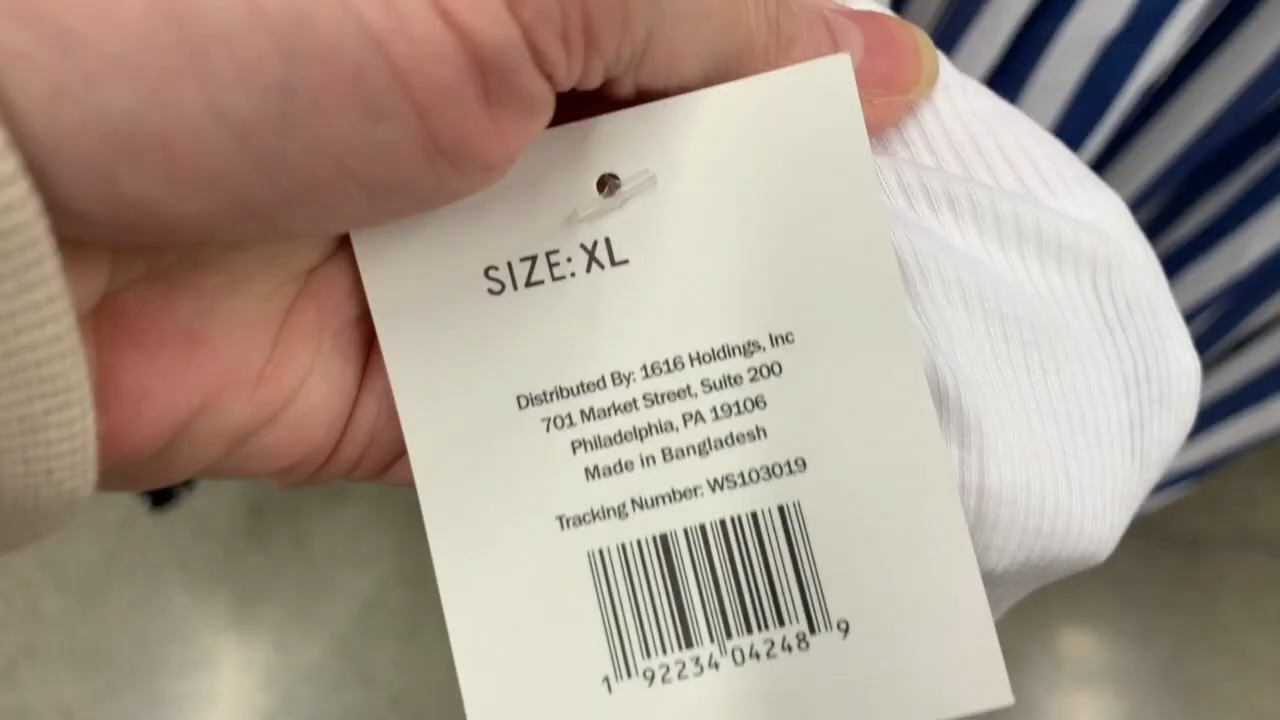 SIZE: XL
Distributed By: 1616 Holdings, Inc
701 Market Street, Suite 200
Philadelphia, PA 19106
Made in Bangladesh
Tracking Number: WS103019
1 92234 04248 9